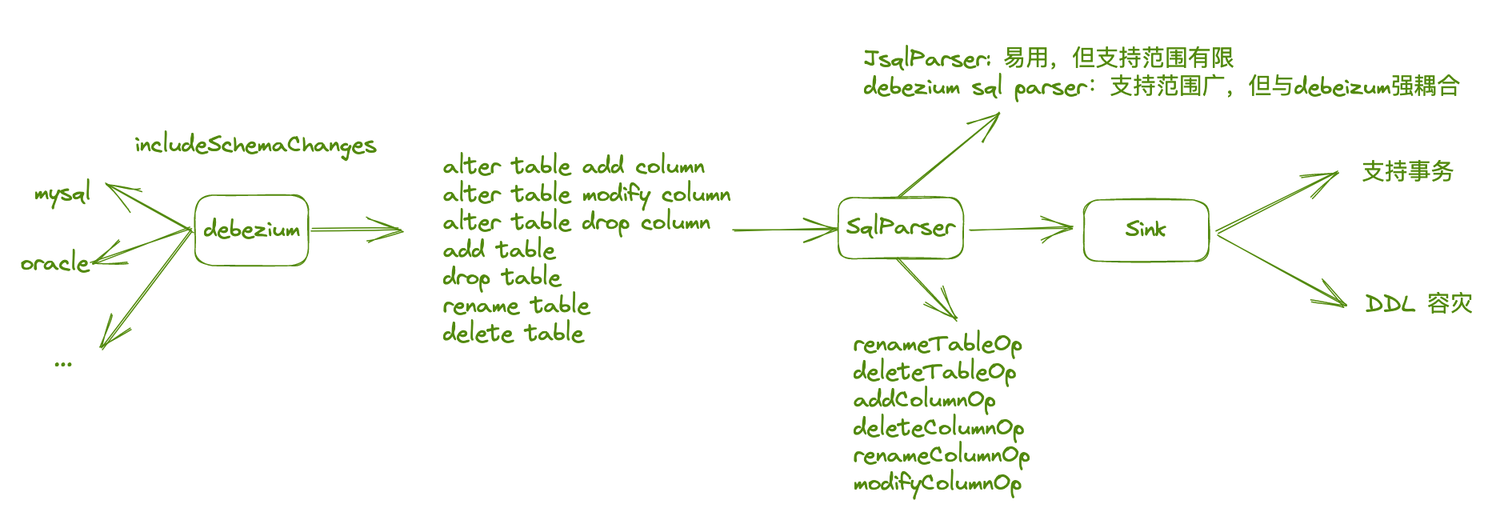 includeSchemaChanges
mysql
oracle
...
debezium
alter table add column
alter table modify column
alter table drop column
add table
drop table
rename table
delete table
JsqlParser: 易用，但支持范围有限
debezium sql parser：支持范围广，但与debeizum强耦合
SqlParser
renameTableOp
deleteTableOp
addColumnOp
deleteColumnOp
renameColumnOp
modifyColumnOp
Sink
支持事务
DDL 容灾